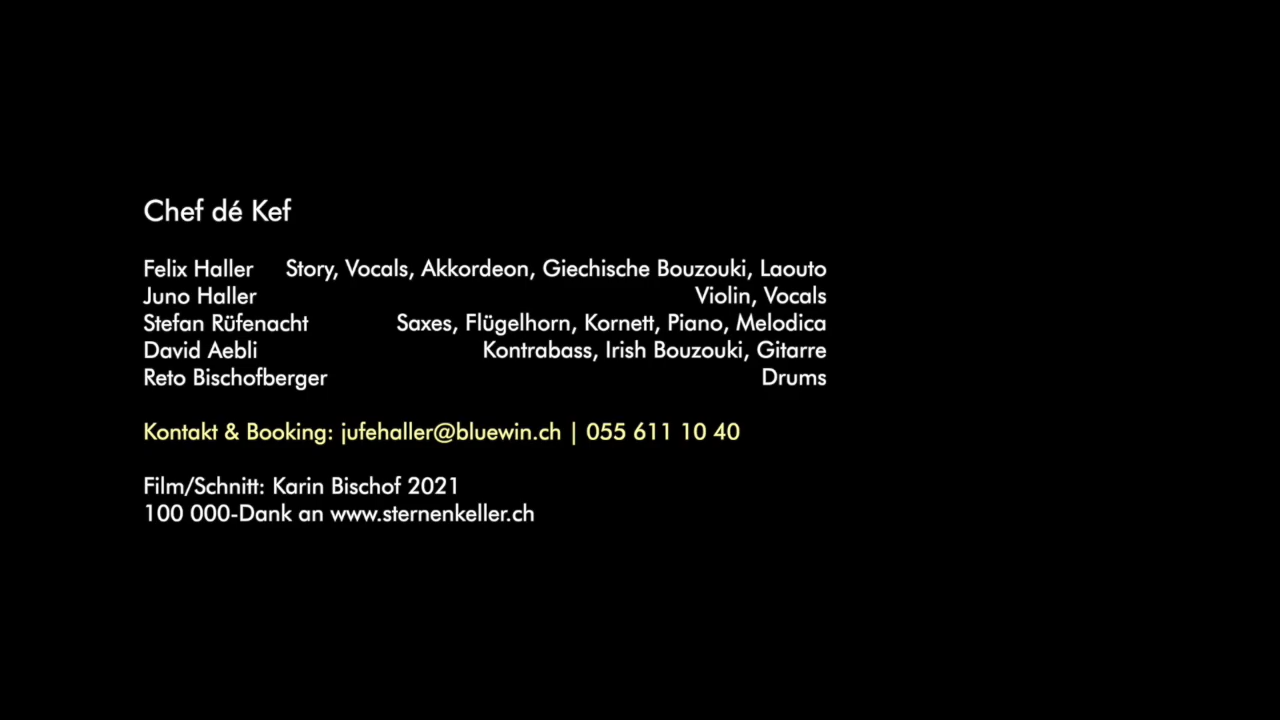 Chef dé Kef
Felix Haller Story, Vocals, Akkordeon, Giechische Bouzouki, Laouto
Juno Haller Violin, Vocals
Stefan Rüfenacht Saxes, Flügelhorn, Kornett, Piano, Melodica
David Aebli Kontrabass, Irish Bouzouki, Gitarre
Reto Bischofberger Drums
Kontakt & Booking: jufehaller@bluewin.ch | 055 611 10 40
Film/Schnitt: Karin Bischof 2021
100 000-Dank an www.sternenkeller.ch